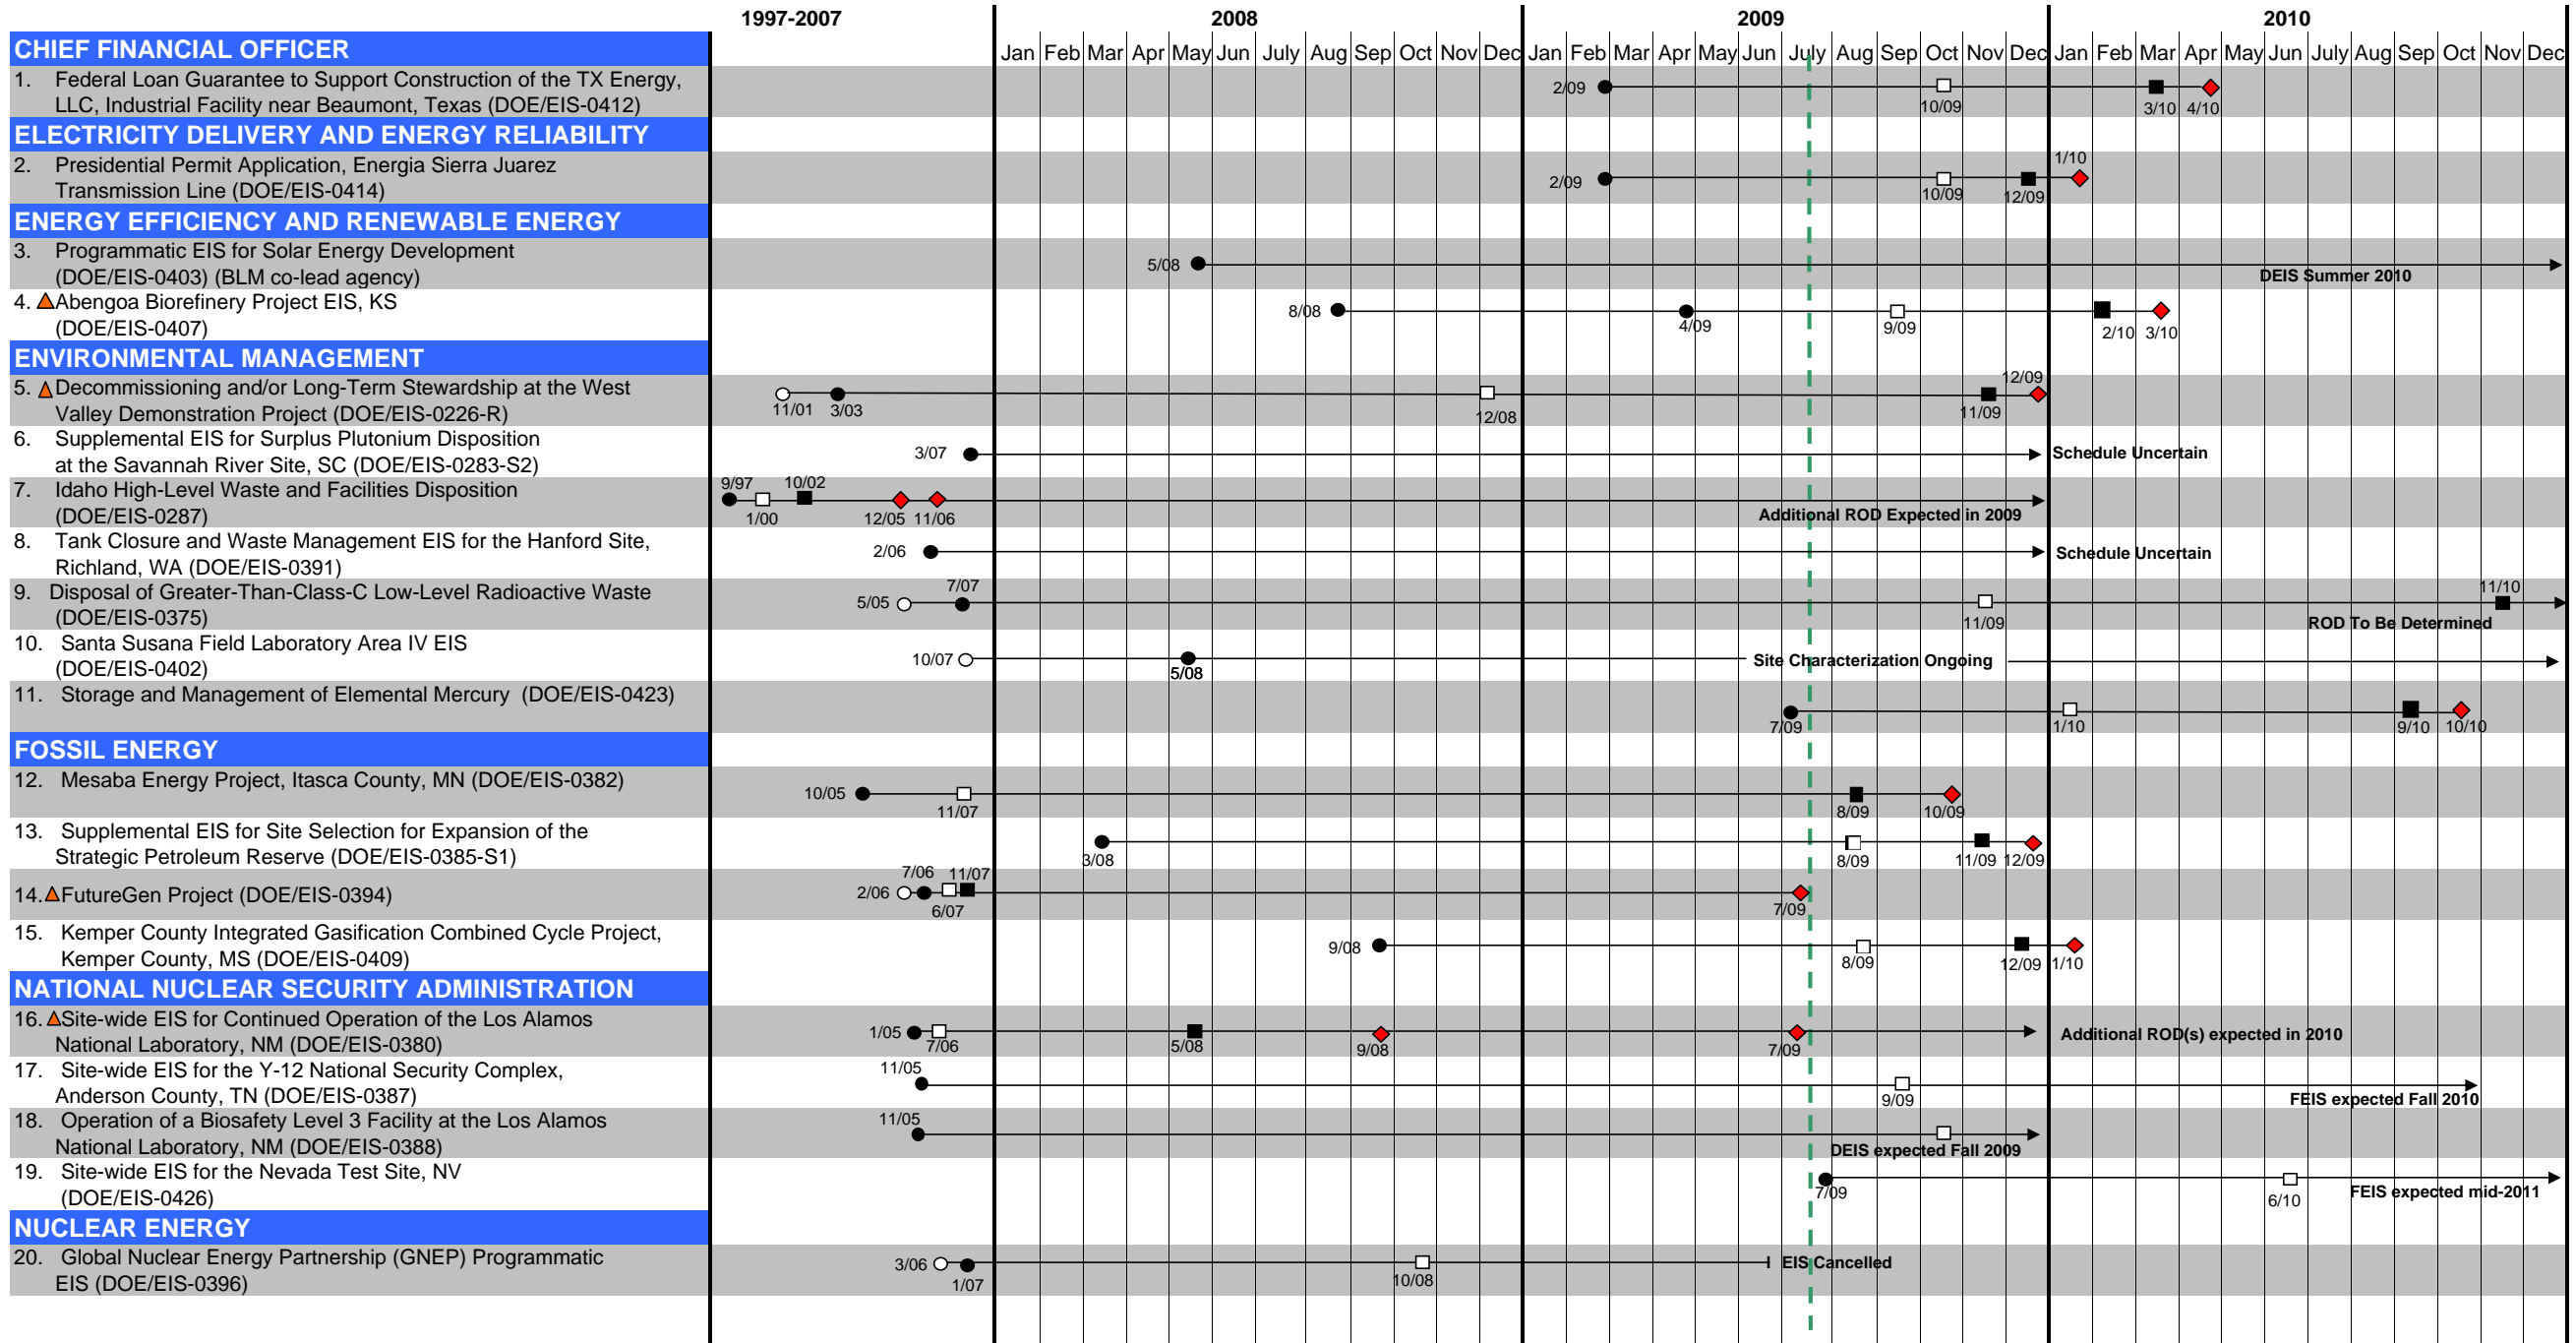 1997-2007 2008 2009 2010
CHIEF FINANCIAL OFFICER
Jan Feb Mar Apr May Jun July Aug Sep Oct Nov Dec Jan Feb Mar Apr May Jun July Aug Sep Oct Nov Dec Jan Feb Mar Apr May Jun July Aug Sep Oct Nov Dec
1. Federal Loan Guarantee to Support Construction of the TX Energy,
LLC, Industrial Facility near Beaumont, Texas (DOE/EIS-0412)
2/09 10/09 3/10 4/10
ELECTRICITY DELIVERY AND ENERGY RELIABILITY
2. Presidential Permit Application, Energia Sierra Juarez
Transmission Line (DOE/EIS-0414)
2/09 10/09 12/09 1/10
ENERGY EFFICIENCY AND RENEWABLE ENERGY
3. Programmatic EIS for Solar Energy Development
(DOE/EIS-0403) (BLM co-lead agency)
5/08 DEIS Summer 2010
4. Abengoa Biorefinery Project EIS, KS
(DOE/EIS-0407)
8/08 4/09 9/09 2/10 3/10
ENVIRONMENTAL MANAGEMENT
5. Decommissioning and/or Long-Term Stewardship at the West
Valley Demonstration Project (DOE/EIS-0226-R)
11/01 3/03 12/08 11/09 12/09
6. Supplemental EIS for Surplus Plutonium Disposition
at the Savannah River Site, SC (DOE/EIS-0283-S2)
3/07 Schedule Uncertain
7. Idaho High-Level Waste and Facilities Disposition
(DOE/EIS-0287)
9/97 1/00 10/02 12/05 11/06 Additional ROD Expected in 2009
8. Tank Closure and Waste Management EIS for the Hanford Site,
Richland, WA (DOE/EIS-0391)
2/06 Schedule Uncertain
9. Disposal of Greater-Than-Class-C Low-Level Radioactive Waste
(DOE/EIS-0375)
5/05 7/07 11/09 11/10 ROD To Be Determined
10. Santa Susana Field Laboratory Area IV EIS
(DOE/EIS-0402)
10/07 5/08 Site Characterization Ongoing
11. Storage and Management of Elemental Mercury (DOE/EIS-0423)
7/09 1/10 9/10 10/10
FOSSIL ENERGY
12. Mesaba Energy Project, Itasca County, MN (DOE/EIS-0382)
10/05 11/07 8/09 10/09
13. Supplemental EIS for Site Selection for Expansion of the
Strategic Petroleum Reserve (DOE/EIS-0385-S1)
3/08 8/09 11/09 12/09
14. FutureGen Project (DOE/EIS-0394)
2/06 7/06 6/07 11/07 7/09
15. Kemper County Integrated Gasification Combined Cycle Project,
Kemper County, MS (DOE/EIS-0409)
9/08 8/09 12/09 1/10
NATIONAL NUCLEAR SECURITY ADMINISTRATION
16. Site-wide EIS for Continued Operation of the Los Alamos
National Laboratory, NM (DOE/EIS-0380)
1/05 7/06 5/08 9/08 7/09 Additional ROD(s) expected in 2010
17. Site-wide EIS for the Y-12 National Security Complex,
Anderson County, TN (DOE/EIS-0387)
11/05 9/09 FEIS expected Fall 2010
18. Operation of a Biosafety Level 3 Facility at the Los Alamos
National Laboratory, NM (DOE/EIS-0388)
11/05 DEIS expected Fall 2009
19. Site-wide EIS for the Nevada Test Site, NV
(DOE/EIS-0426)
7/09 6/10 FEIS expected mid-2011
NUCLEAR ENERGY
20. Global Nuclear Energy Partnership (GNEP) Programmatic
EIS (DOE/EIS-0396)
3/06 1/07 10/08 EIS Cancelled